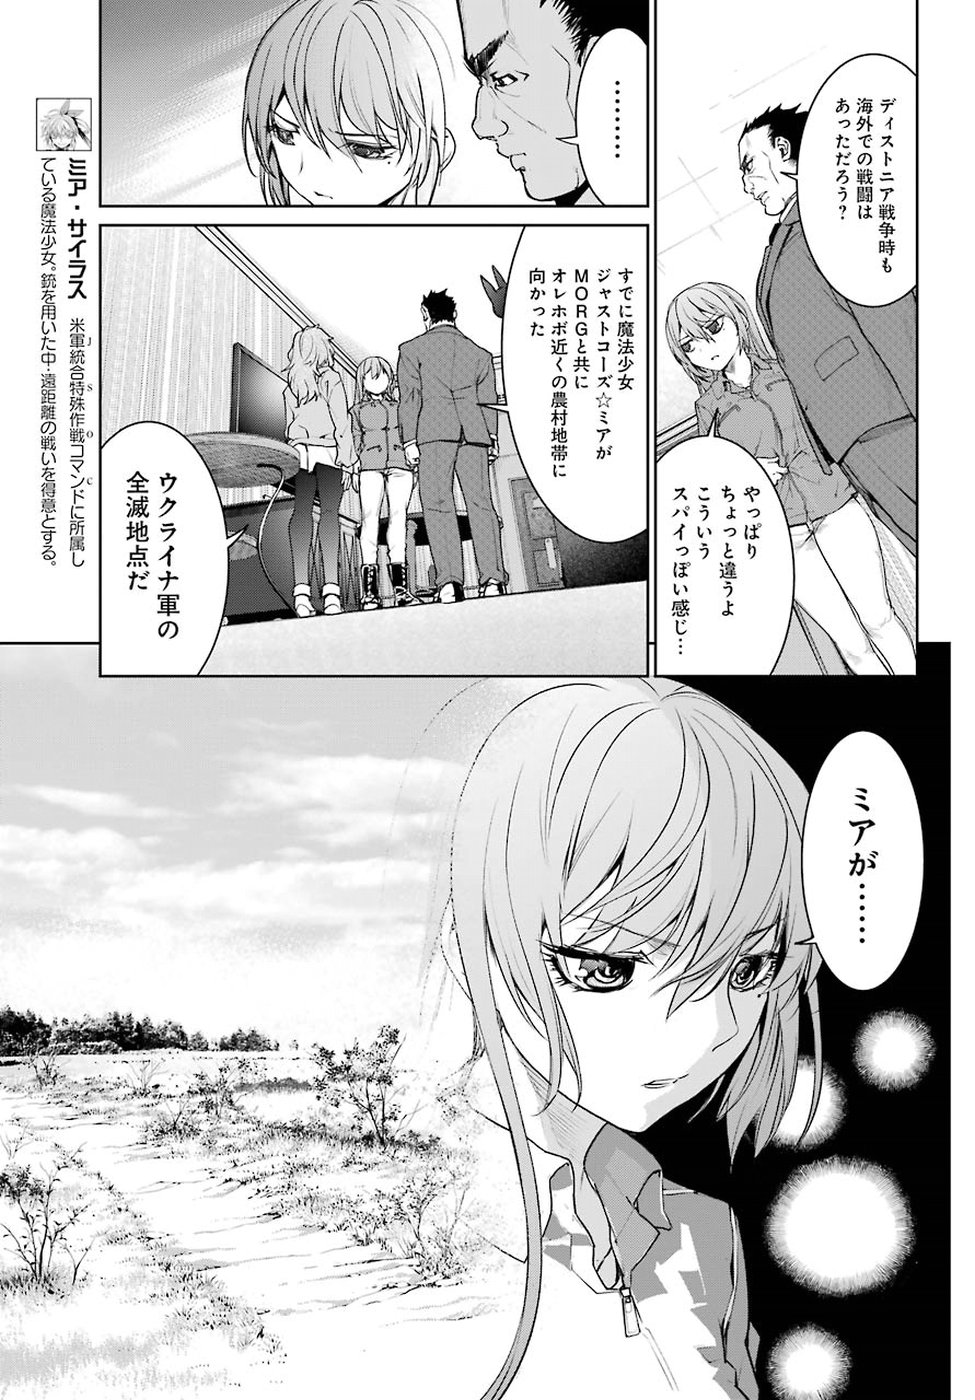 ディストニア戦争時も
海外での戦闘は
あっただろう?
やっぱり
ちょっと違うよ
こういう
スパイっぽい感じ…
………
すでに魔法少女
ジャストコーズ☆ミアが
MORGと共に
オレホボ近くの農村地帯に
向かった
ウクライナ軍の
全滅地点だ
ミアが……
ミア・サイラス 米軍統合特殊作戦コマンドに所属し
JSOC
ている魔法少女。銃を用いた中・遠距離の戦いを得意とする。